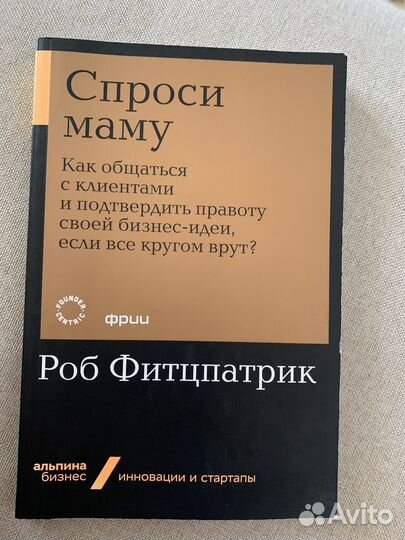 Спроси
маму
Как общаться
с клиентами
и подтвердить правоту
своей бизнес-идеи,
если все кругом врут?
FOUNDER
CENTRIC
фрии
Роб Фитцпатрик
альпина
бизнес
инновации и стартапы
Avito